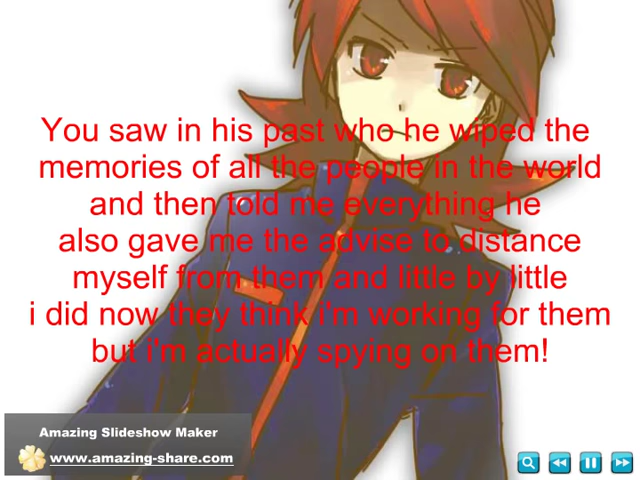 You saw in his past who he wiped the
memories of all the people in the world
and then told me everything he
also gave me the advise to distance
myself from them and little by little
i did now they think i'm working for them
but i'm actually spying on them!
Amazing Slideshow Maker
www.amazing-share.com